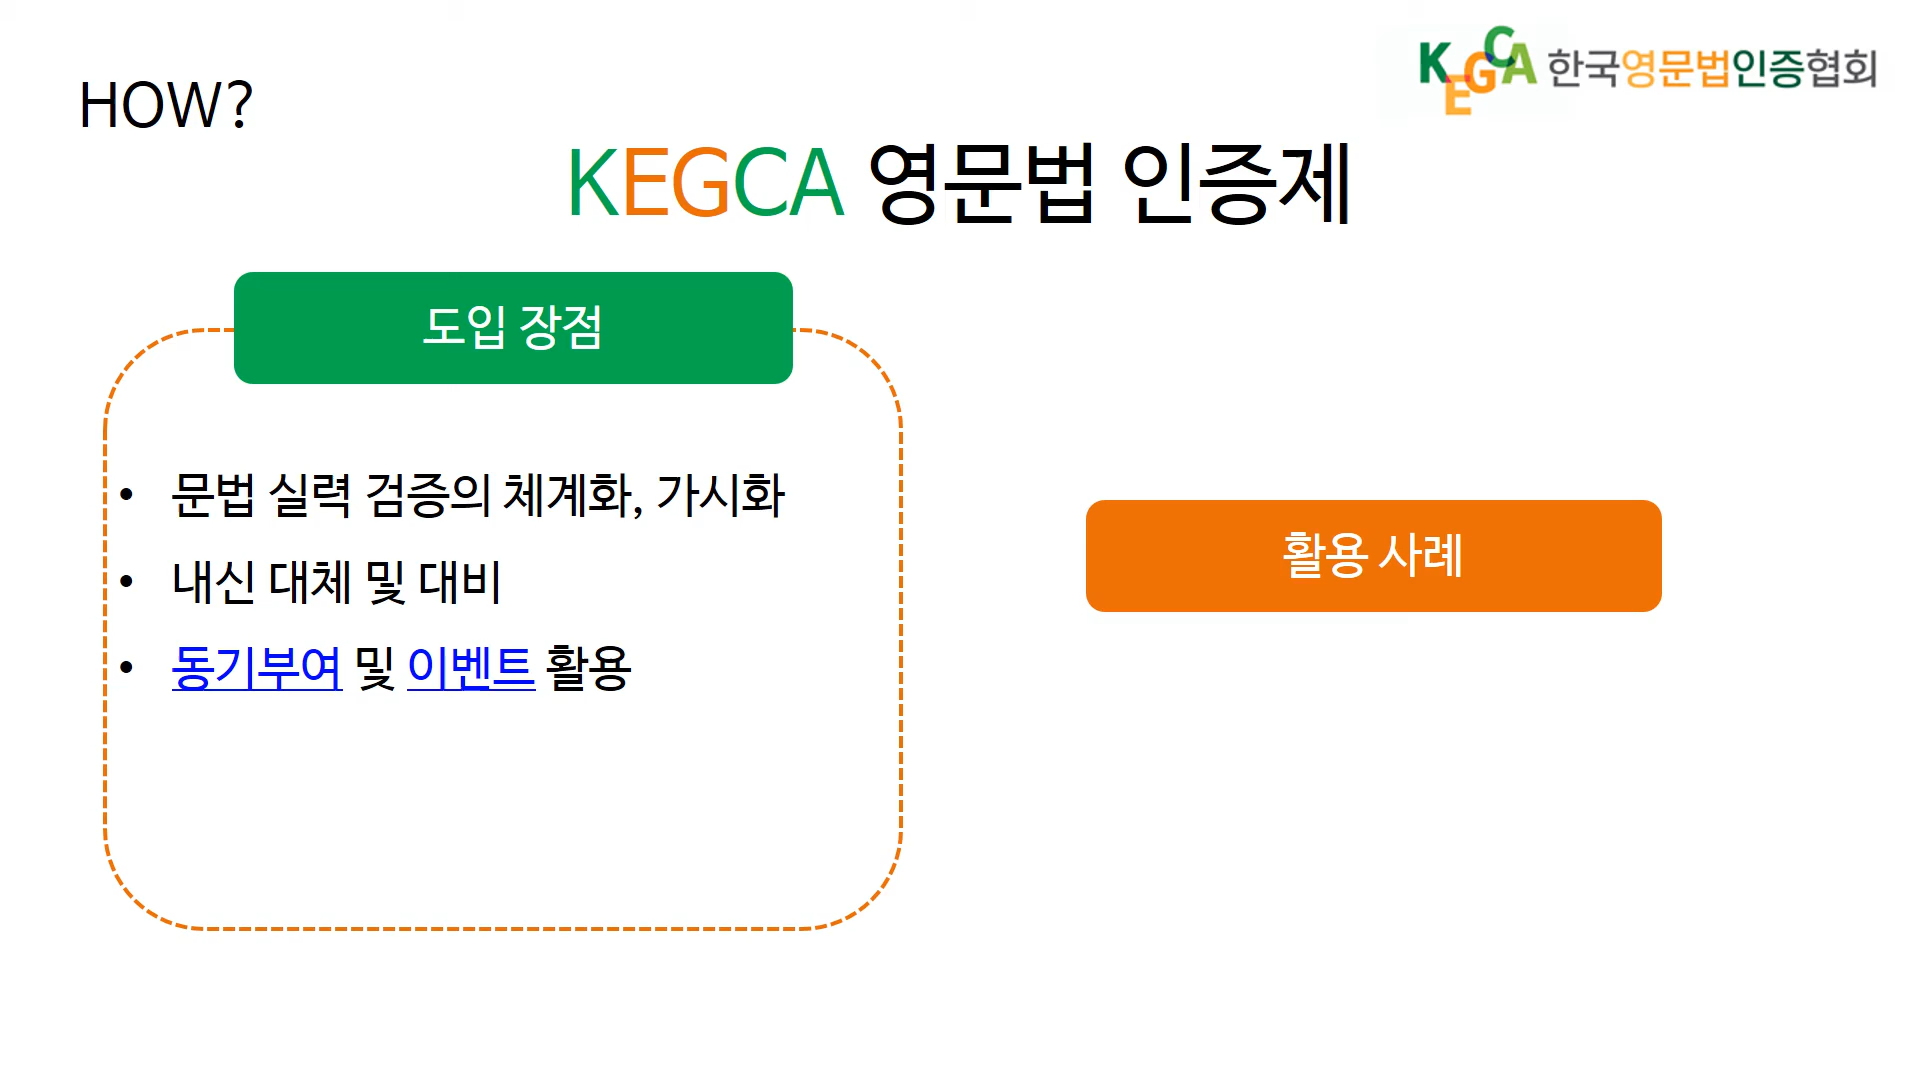 KEGCA 한국영문법인증협회
HOW?
KEGCA 영문법 인증제
도입 장점
• 문법 실력 검증의 체계화, 가시화
• 내신 대체 및 대비
• 동기부여 및 이벤트 활용
활용 사례